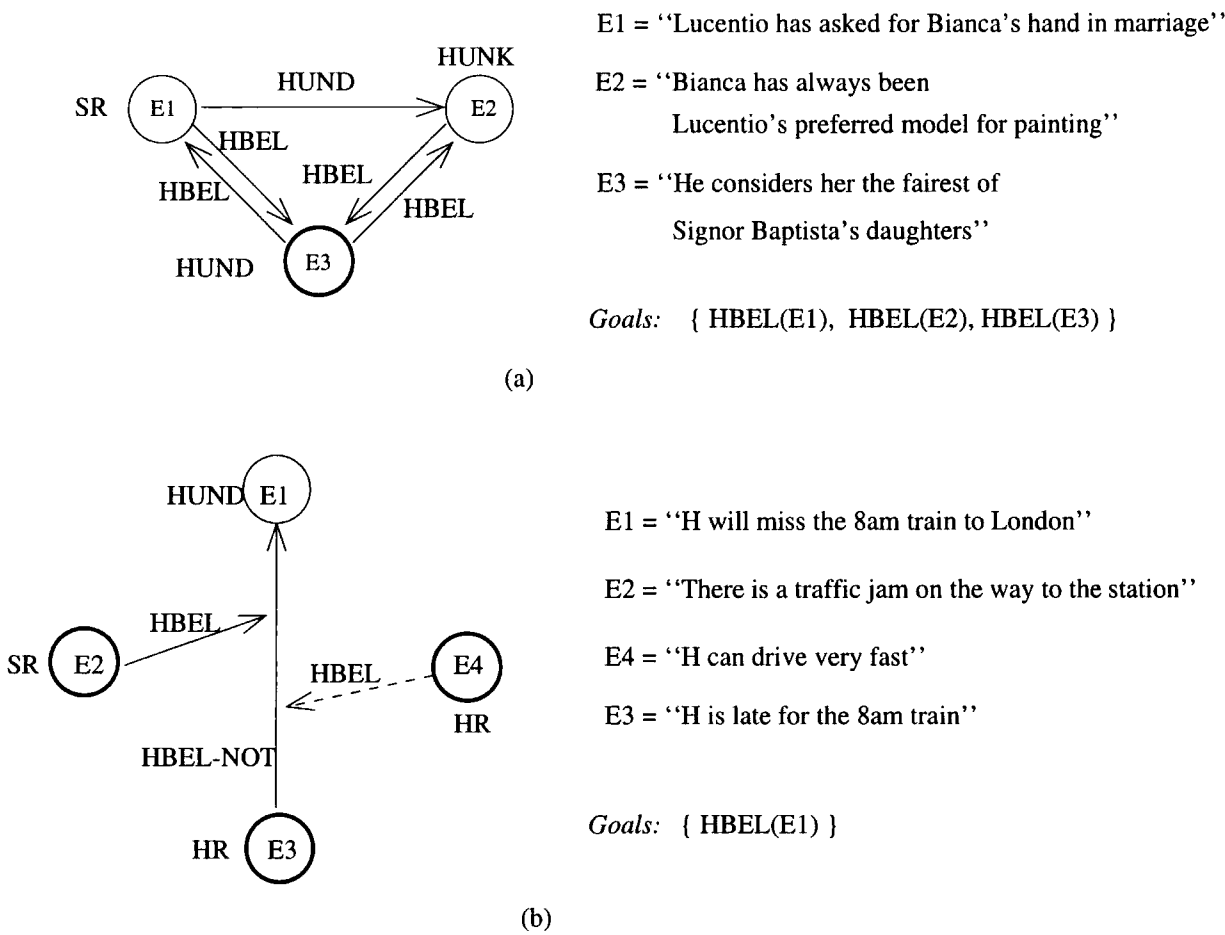 E1 = ‘‘Lucentio has asked for Bianca's hand in marriage’’
HUNK
HUND
SR E1 E2
E2 = ‘‘Bianca has always been
Lucentio's preferred model for painting’’
HBEL
HBEL
HBEL
HBEL
E3 = ‘‘He considers her the fairest of
Signor Baptista's daughters’’
HUND E3
Goals: { HBEL(E1), HBEL(E2), HBEL(E3) }
(a)
HUND E1
E1 = ‘‘H will miss the 8am train to London’’
E2 = ‘‘There is a traffic jam on the way to the station’’
HBEL
SR E2
HBEL
E4
E4 = ‘‘H can drive very fast’’
HR
E3 = ‘‘H is late for the 8am train’’
HBEL-NOT
HR E3
Goals: { HBEL(E1) }
(b)